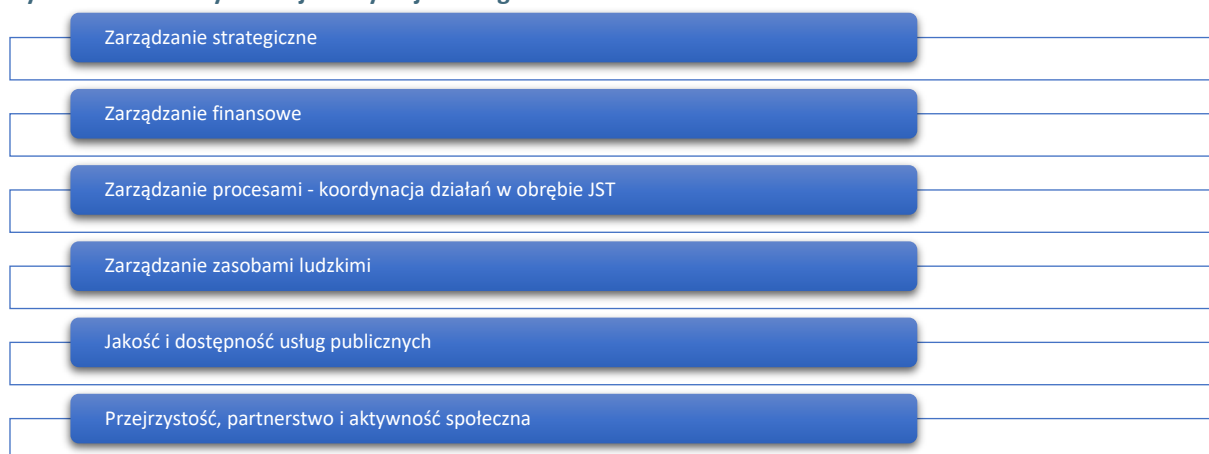 Zarządzanie strategiczne
Zarządzanie finansowe
Zarządzanie procesami - koordynacja działań w obrębie JST
Zarządzanie zasobami ludzkimi
Jakość i dostępność usług publicznych
Przejrzystość, partnerstwo i aktywność społeczna